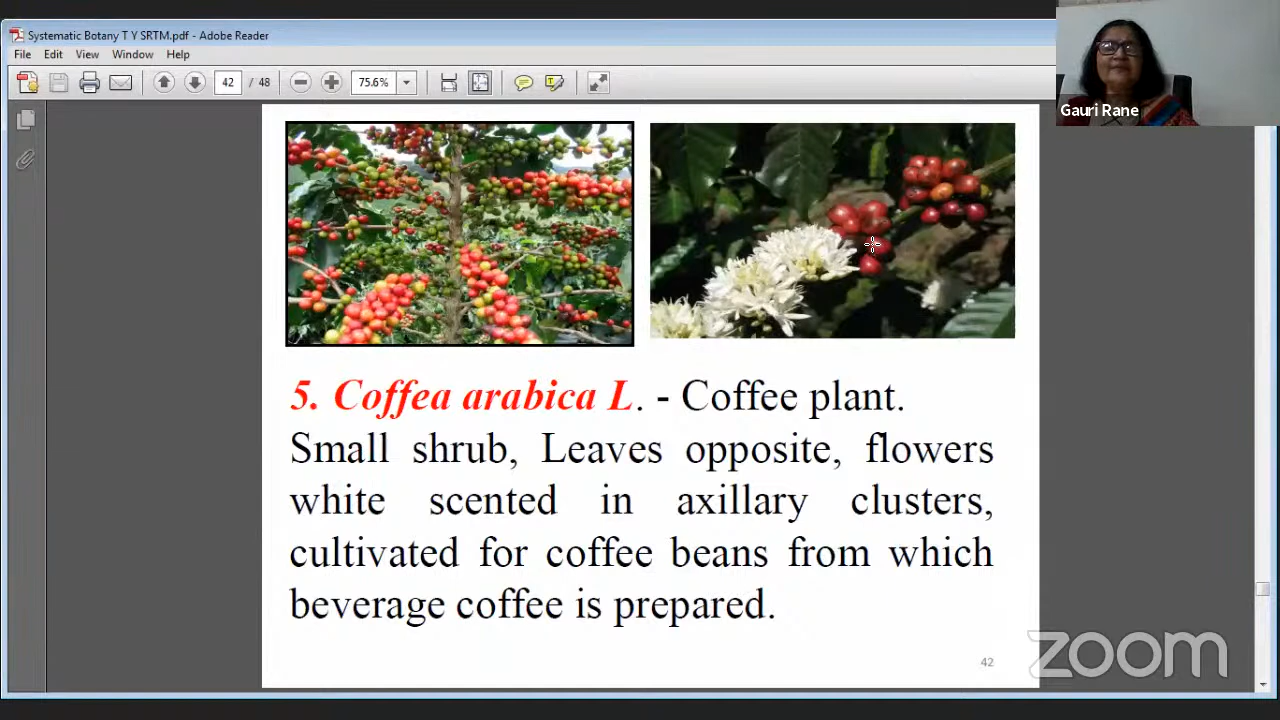 Systematic Botany T Y SRTM.pdf - Adobe Reader
File Edit View Window Help
42 / 48 75.6%
Gauri Rane
5. Coffea arabica L. - Coffee plant.
Small shrub, Leaves opposite, flowers
white scented in axillary clusters,
cultivated for coffee beans from which
beverage coffee is prepared.
42
zoom